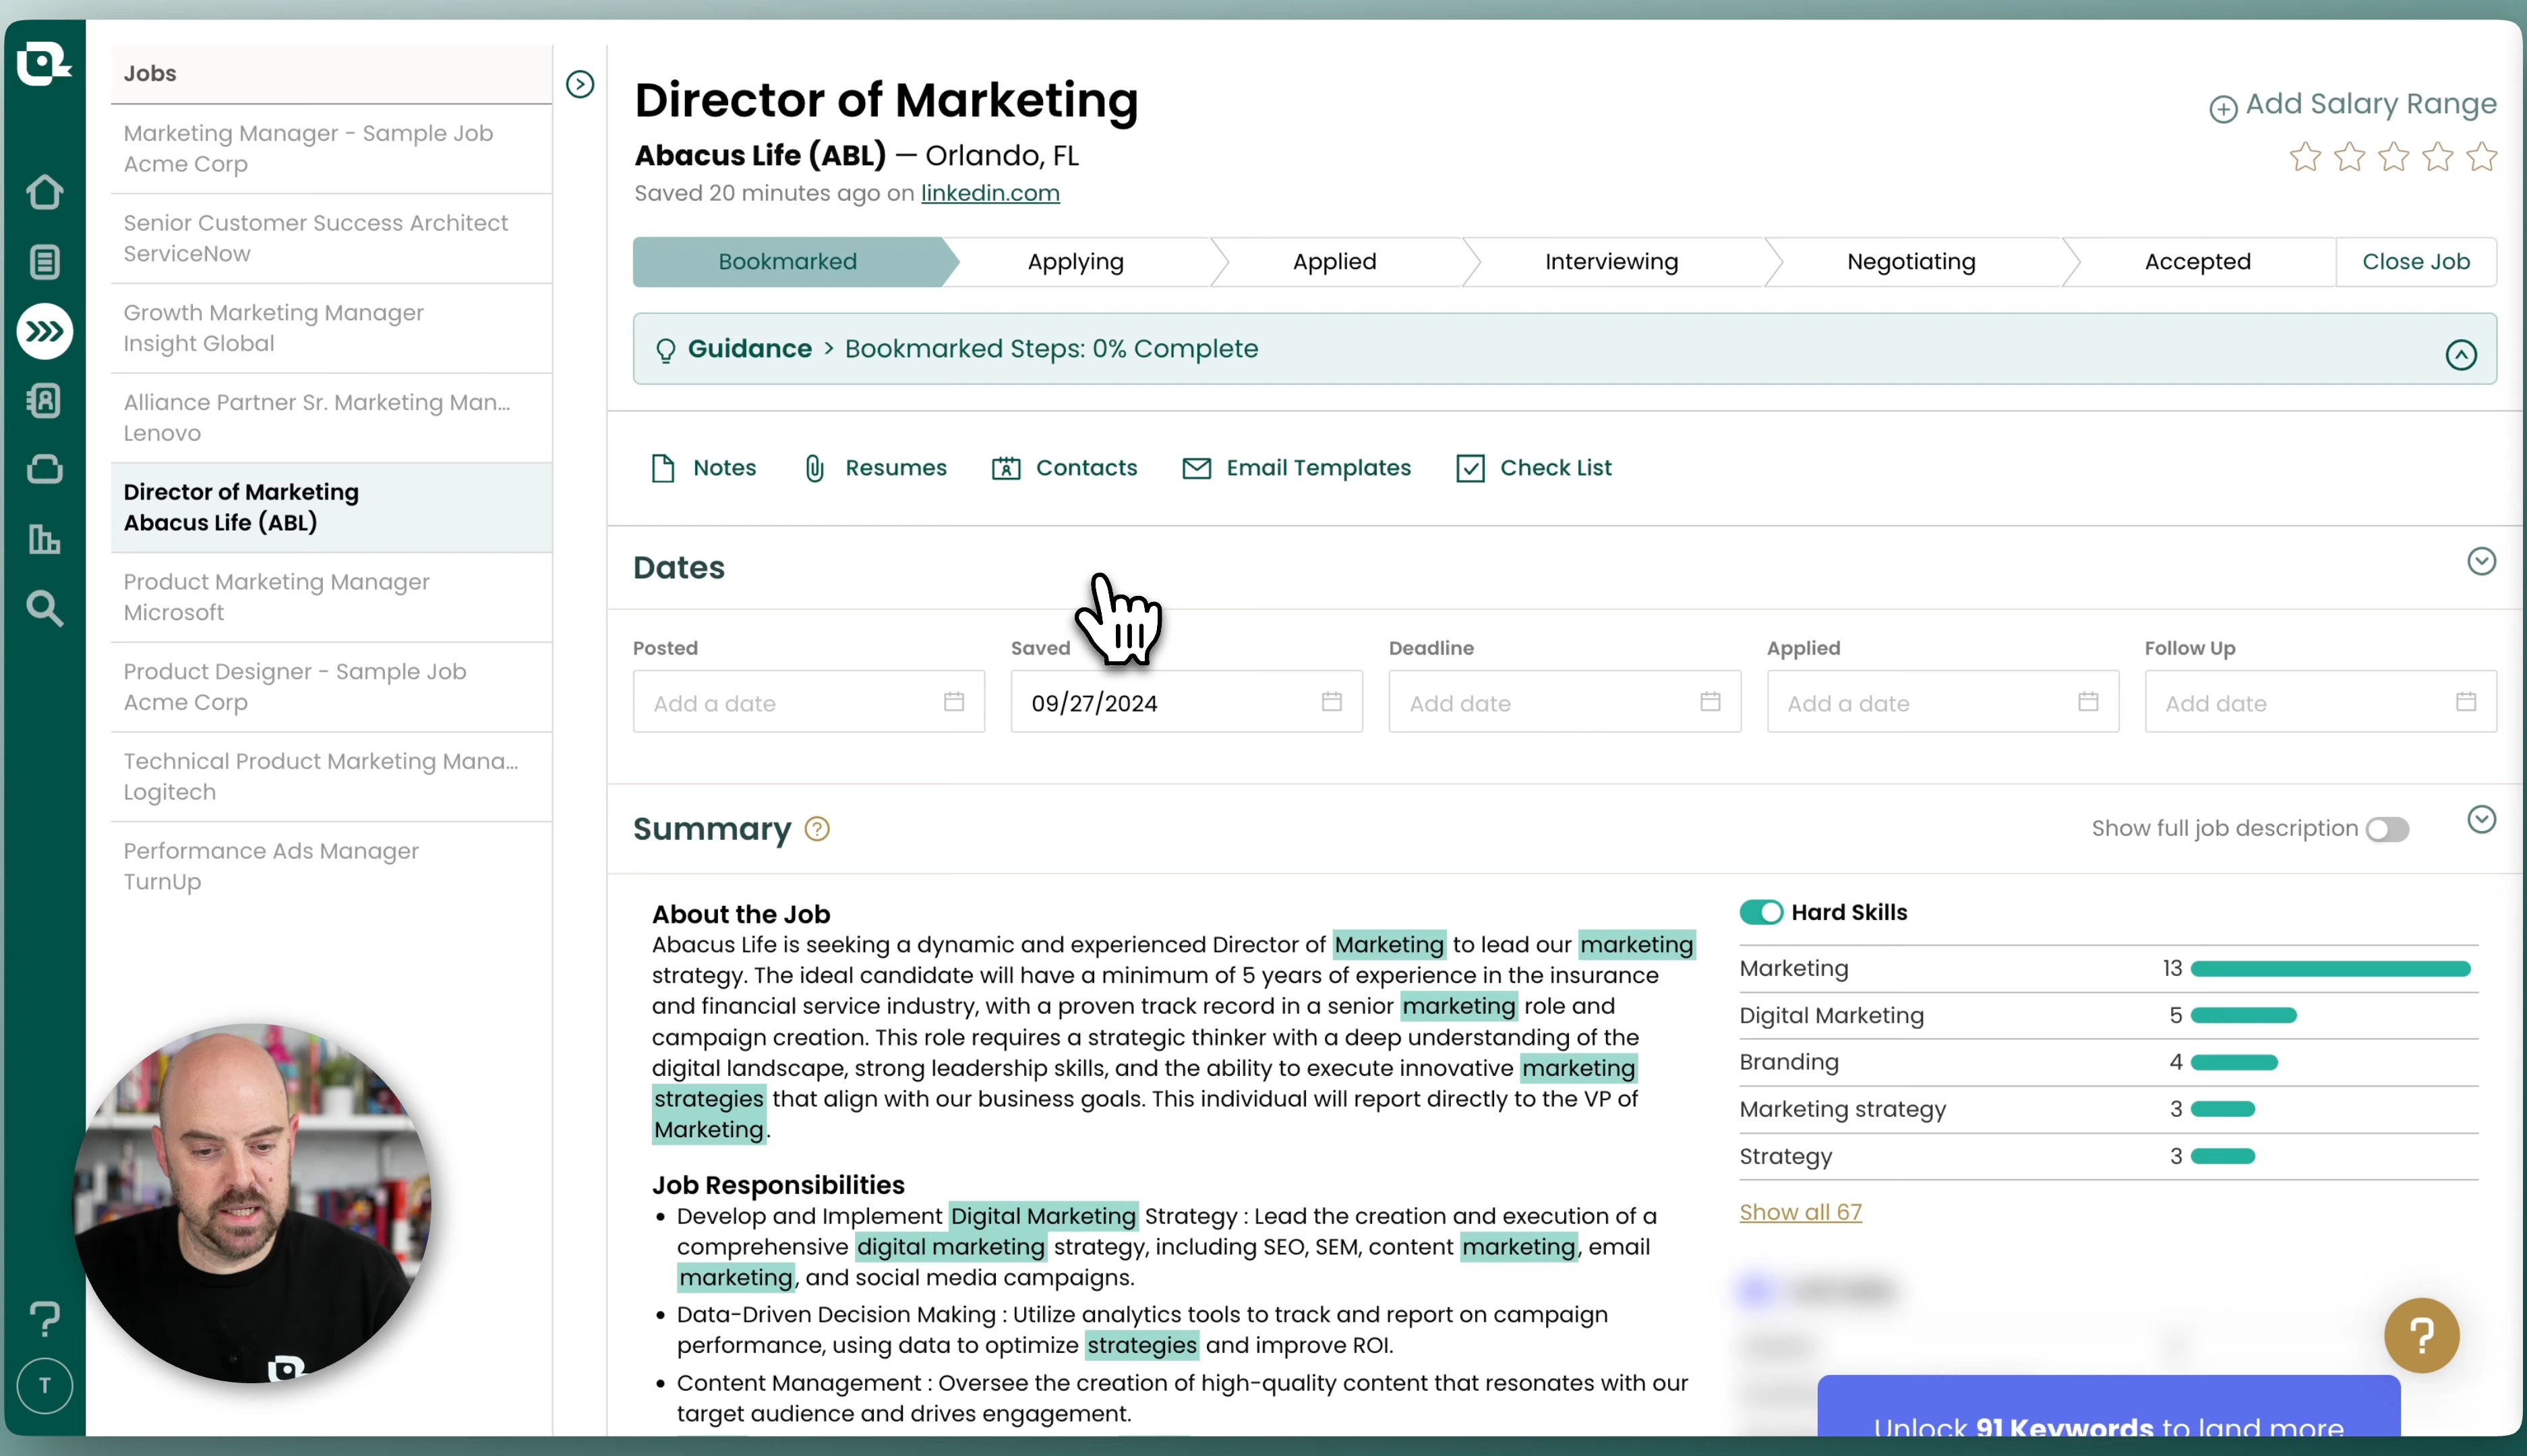 Jobs
Marketing Manager - Sample Job
Acme Corp
Senior Customer Success Architect
ServiceNow
Growth Marketing Manager
Insight Global
Alliance Partner Sr. Marketing Man...
Lenovo
Director of Marketing
Abacus Life (ABL)
Product Marketing Manager
Microsoft
Product Designer - Sample Job
Acme Corp
Technical Product Marketing Mana...
Logitech
Performance Ads Manager
TurnUp
?
T
Director of Marketing
Add Salary Range
Abacus Life (ABL) — Orlando, FL
Saved 20 minutes ago on linkedin.com
Bookmarked
Applying
Applied
Interviewing
Negotiating
Accepted
Close Job
Guidance > Bookmarked Steps: 0% Complete
Notes
Resumes
Contacts
Email Templates
Check List
Dates
Posted
Saved
Deadline
Applied
Follow Up
Add a date
09/27/2024
Add date
Add a date
Add date
Summary ?
Show full job description
About the Job
Abacus Life is seeking a dynamic and experienced Director of Marketing to lead our marketing
strategy. The ideal candidate will have a minimum of 5 years of experience in the insurance
and financial service industry, with a proven track record in a senior marketing role and
campaign creation. This role requires a strategic thinker with a deep understanding of the
digital landscape, strong leadership skills, and the ability to execute innovative marketing
strategies that align with our business goals. This individual will report directly to the VP of
Marketing.
Job Responsibilities
• Develop and Implement Digital Marketing Strategy : Lead the creation and execution of a
comprehensive digital marketing strategy, including SEO, SEM, content marketing, email
marketing, and social media campaigns.
• Data-Driven Decision Making : Utilize analytics tools to track and report on campaign
performance, using data to optimize strategies and improve ROI.
• Content Management : Oversee the creation of high-quality content that resonates with our
target audience and drives engagement.
Hard Skills
Marketing 13
Digital Marketing 5
Branding 4
Marketing strategy 3
Strategy 3
Show all 67
?
Unlock 91 Keywords to land more